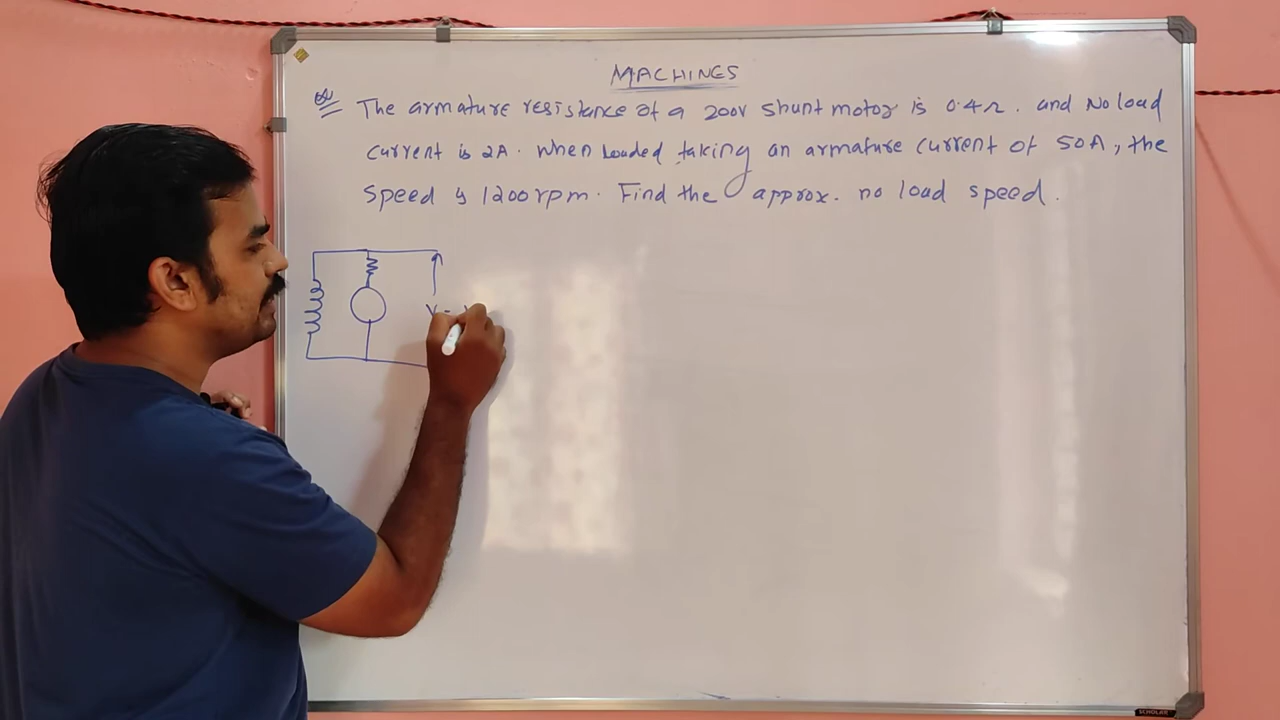 MACHINES
The armature resistance of a 200V shunt motor is 0.4Ω. and No load
current is 2A. When Loaded taking an armature current of 50A, the
speed is 1200rpm. Find the approx. no load speed.
V =
SCHOLAR